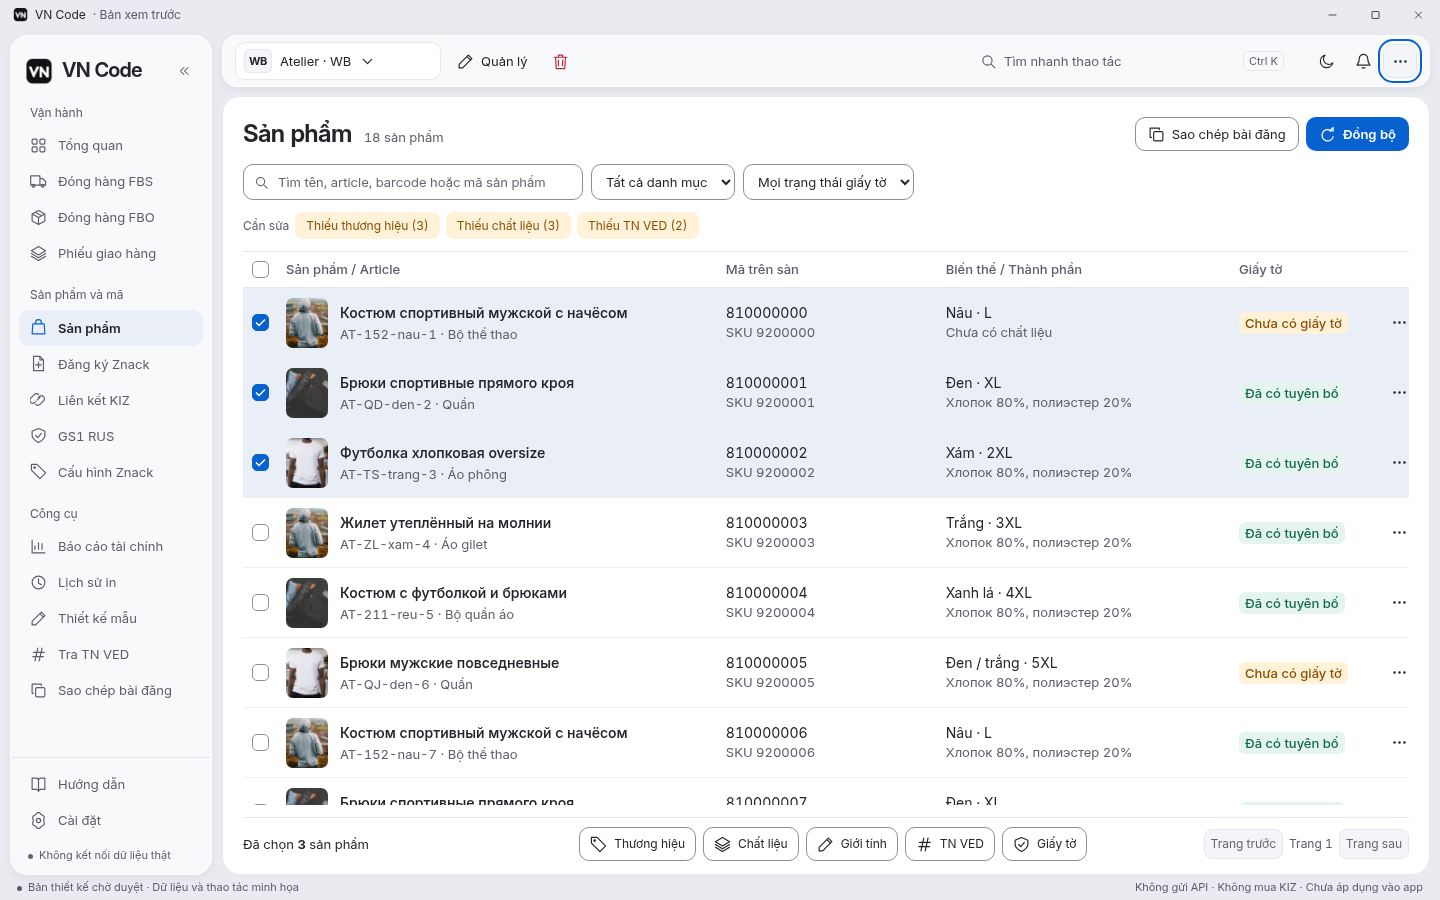 VN Code · Bản xem trước
VN Code
Vận hành
Tổng quan
Đóng hàng FBS
Đóng hàng FBO
Phiếu giao hàng
Sản phẩm và mã
Sản phẩm
Đăng ký Znack
Liên kết KIZ
GS1 RUS
Cấu hình Znack
Công cụ
Báo cáo tài chính
Lịch sử in
Thiết kế mẫu
Tra TN VED
Sao chép bài đăng
Hướng dẫn
Cài đặt
Không kết nối dữ liệu thật
WB Atelier · WB
Quản lý
Tìm nhanh thao tác
Ctrl K
Sản phẩm 18 sản phẩm
Sao chép bài đăng
Đồng bộ
Tìm tên, article, barcode hoặc mã sản phẩm
Tất cả danh mục
Mọi trạng thái giấy tờ
Cần sửa Thiếu thương hiệu (3) Thiếu chất liệu (3) Thiếu TN VED (2)
Sản phẩm / Article Mã trên sàn Biến thể / Thành phần Giấy tờ
Костюм спортивный мужской с начёсом 810000000 Nâu · L Chưa có giấy tờ
AT-152-nau-1 · Bộ thể thao SKU 9200000 Chưa có chất liệu
Брюки спортивные прямого кроя 810000001 Đen · XL Đã có tuyên bố
AT-QD-den-2 · Quần SKU 9200001 Хлопок 80%, полиэстер 20%
Футболка хлопковая oversize 810000002 Xám · 2XL Đã có tuyên bố
AT-TS-trang-3 · Áo phông SKU 9200002 Хлопок 80%, полиэстер 20%
Жилет утеплённый на молнии 810000003 Trắng · 3XL Đã có tuyên bố
AT-ZL-xam-4 · Áo gilet SKU 9200003 Хлопок 80%, полиэстер 20%
Костюм с футболкой и брюками 810000004 Xanh lá · 4XL Đã có tuyên bố
AT-211-reu-5 · Bộ quần áo SKU 9200004 Хлопок 80%, полиэстер 20%
Брюки мужские повседневные 810000005 Đen / trắng · 5XL Chưa có giấy tờ
AT-QJ-den-6 · Quần SKU 9200005 Хлопок 80%, полиэстер 20%
Костюм спортивный мужской с начёсом 810000006 Nâu · L Đã có tuyên bố
AT-152-nau-7 · Bộ thể thao SKU 9200006 Хлопок 80%, полиэстер 20%
Брюки спортивные прямого кроя 810000007 Đen · XL
Đã chọn 3 sản phẩm
Thương hiệu
Chất liệu
Giới tính
TN VED
Giấy tờ
Trang trước Trang 1 Trang sau
Bản thiết kế chờ duyệt · Dữ liệu và thao tác minh họa
Không gửi API · Không mua KIZ · Chưa áp dụng vào app